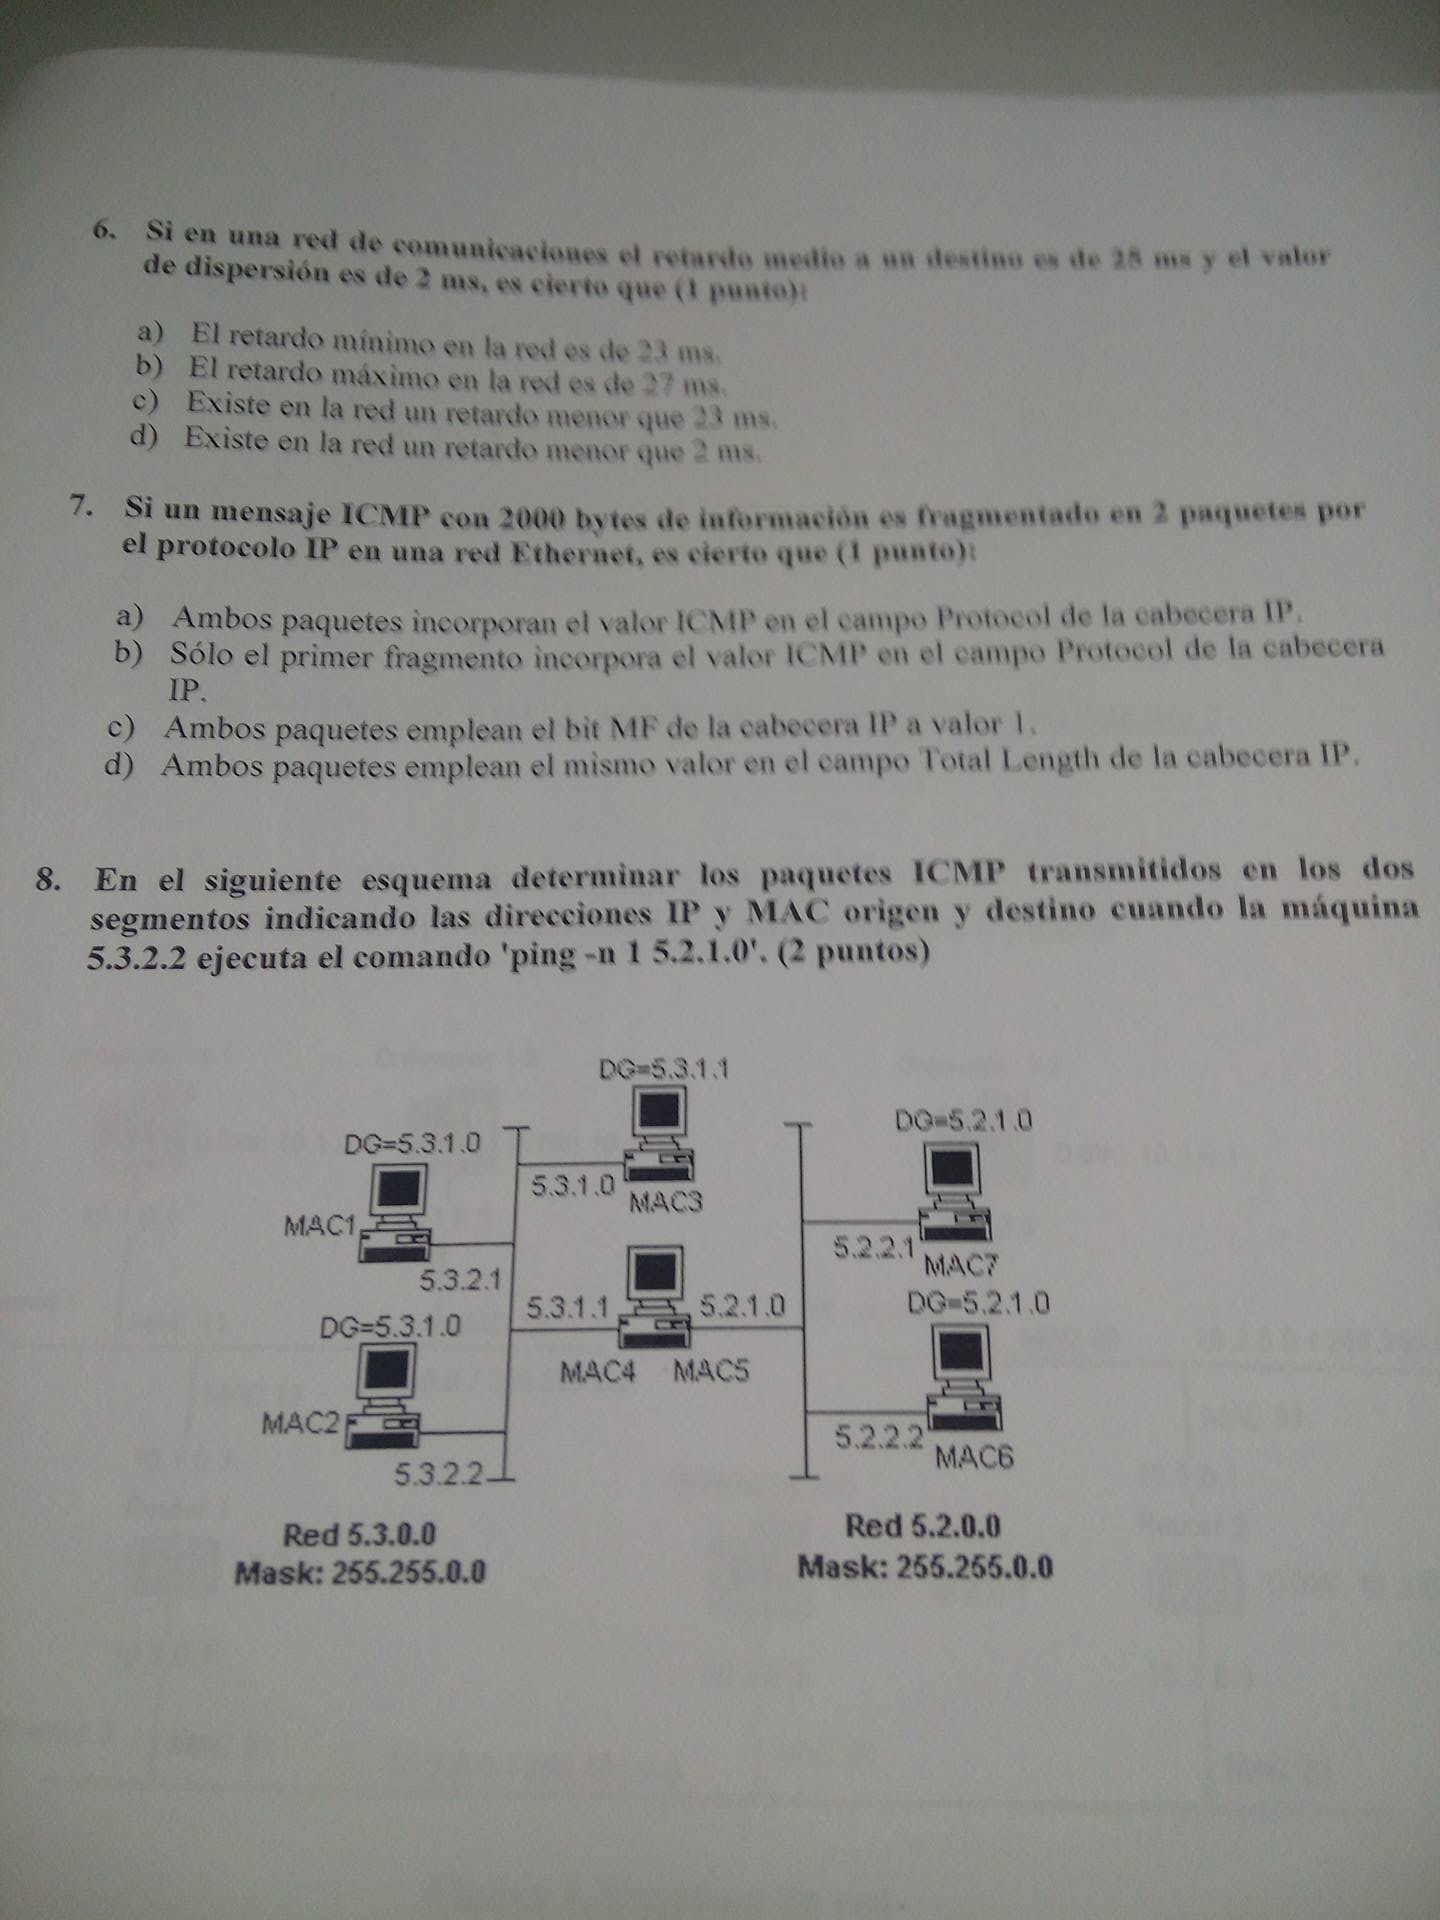 6. Si en una red de comunicaciones el retardo medio a un destino es de 25 ms y el valor
de dispersión es de 2 ms, es cierto que (1 punto):
a) El retardo mínimo en la red es de 23 ms.
b) El retardo máximo en la red es de 27 ms.
c) Existe en la red un retardo menor que 23 ms.
d) Existe en la red un retardo menor que 2 ms.
7. Si un mensaje ICMP con 2000 bytes de información es fragmentado en 2 paquetes por
el protocolo IP en una red Ethernet, es cierto que (1 punto):
a) Ambos paquetes incorporan el valor ICMP en el campo Protocol de la cabecera IP.
b) Sólo el primer fragmento incorpora el valor ICMP en el campo Protocol de la cabecera
IP.
c) Ambos paquetes emplean el bit MF de la cabecera IP a valor 1.
d) Ambos paquetes emplean el mismo valor en el campo Total Length de la cabecera IP.
8. En el siguiente esquema determinar los paquetes ICMP transmitidos en los dos
segmentos indicando las direcciones IP y MAC origen y destino cuando la máquina
5.3.2.2 ejecuta el comando 'ping -n 1 5.2.1.0'. (2 puntos)
DG=5.3.1.1
DG=5.2.1.0
DG=5.3.1.0
5.3.1.0
MAC3
MAC1
5.2.2.1
MAC7
5.3.2.1
5.3.1.1
5.2.1.0
DG=5.2.1.0
DG=5.3.1.0
MAC4
MAC5
MAC2
5.2.2.2
MAC6
5.3.2.2
Red 5.3.0.0
Mask: 255.255.0.0
Red 5.2.0.0
Mask: 255.255.0.0